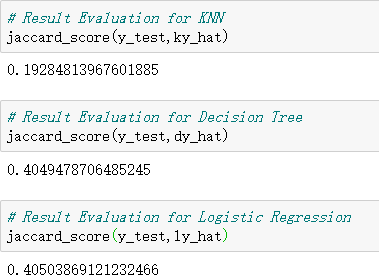 # Result Evaluation for KNN
jaccard_score(y_test,ky_hat)
0.19284813967601885
# Result Evaluation for Decision Tree
jaccard_score(y_test,dy_hat)
0.4049478706485245
# Result Evaluation for Logistic Regression
jaccard_score(y_test,ly_hat)
0.40503869121232466